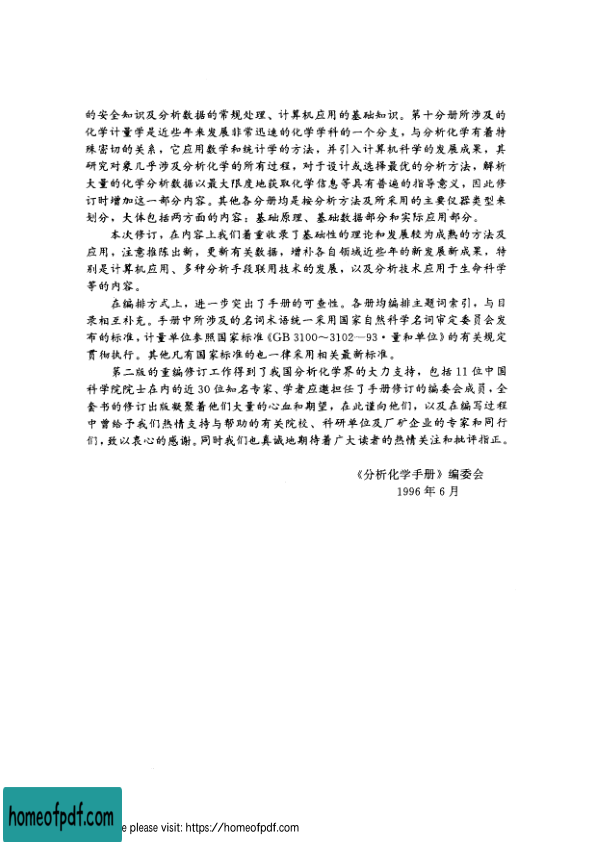 的安全知识及分析数据的常规处理、计算机应用的基础知识。第十分册所涉及的
化学计量学是近些年来发展非常迅速的化学学科的一个分支，与分析化学有着特
殊密切的关系，它应用数学和统计学的方法，并引入计算机科学的发展成果，其
研究对象几乎涉及分析化学的所有过程，对于设计或选择最优的分析方法，解析
大量的化学分析数据以最大限度地获取化学信息等具有普遍的指导意义，因此修
订时增加这一部分内容。其他各分册均是按分析方法及所采用的主要仪器类型来
划分，大体包括两方面的内容：基础原理、基础数据部分和实际应用部分。
本次修订，在内容上我们着重收录了基础性的理论和发展较为成熟的方法及
应用，注意推陈出新，更新有关数据，增补各自领域近些年的新发展新成果，特
别是计算机应用、多种分析手段联用技术的发展，以及分析技术应用于生命科学
等的内容。
在编排方式上，进一步突出了手册的可查性。各册均编排主题词索引，与目
录相互补充。手册中所涉及的名词术语统一采用国家自然科学名词审定委员会发
布的标准，计量单位参照国家标准《GB 3100～3102—93·量和单位》的有关规定
贯彻执行。其他凡有国家标准的也一律采用相关最新标准。
第二版的重编修订工作得到了我国分析化学界的大力支持，包括 11 位中国
科学院院士在内的近 30 位知名专家、学者应邀担任了手册修订的编委会成员，全
套书的修订出版凝聚着他们大量的心血和期望，在此谨向他们，以及在编写过程
中曾给予我们热情支持与帮助的有关院校、科研单位及厂矿企业的专家和同行
们，致以衷心的感谢。同时我们也真诚地期待着广大读者的热情关注和批评指正。
《分析化学手册》编委会
1996 年 6 月
homeofpdf.com
e please visit: https://homeofpdf.com